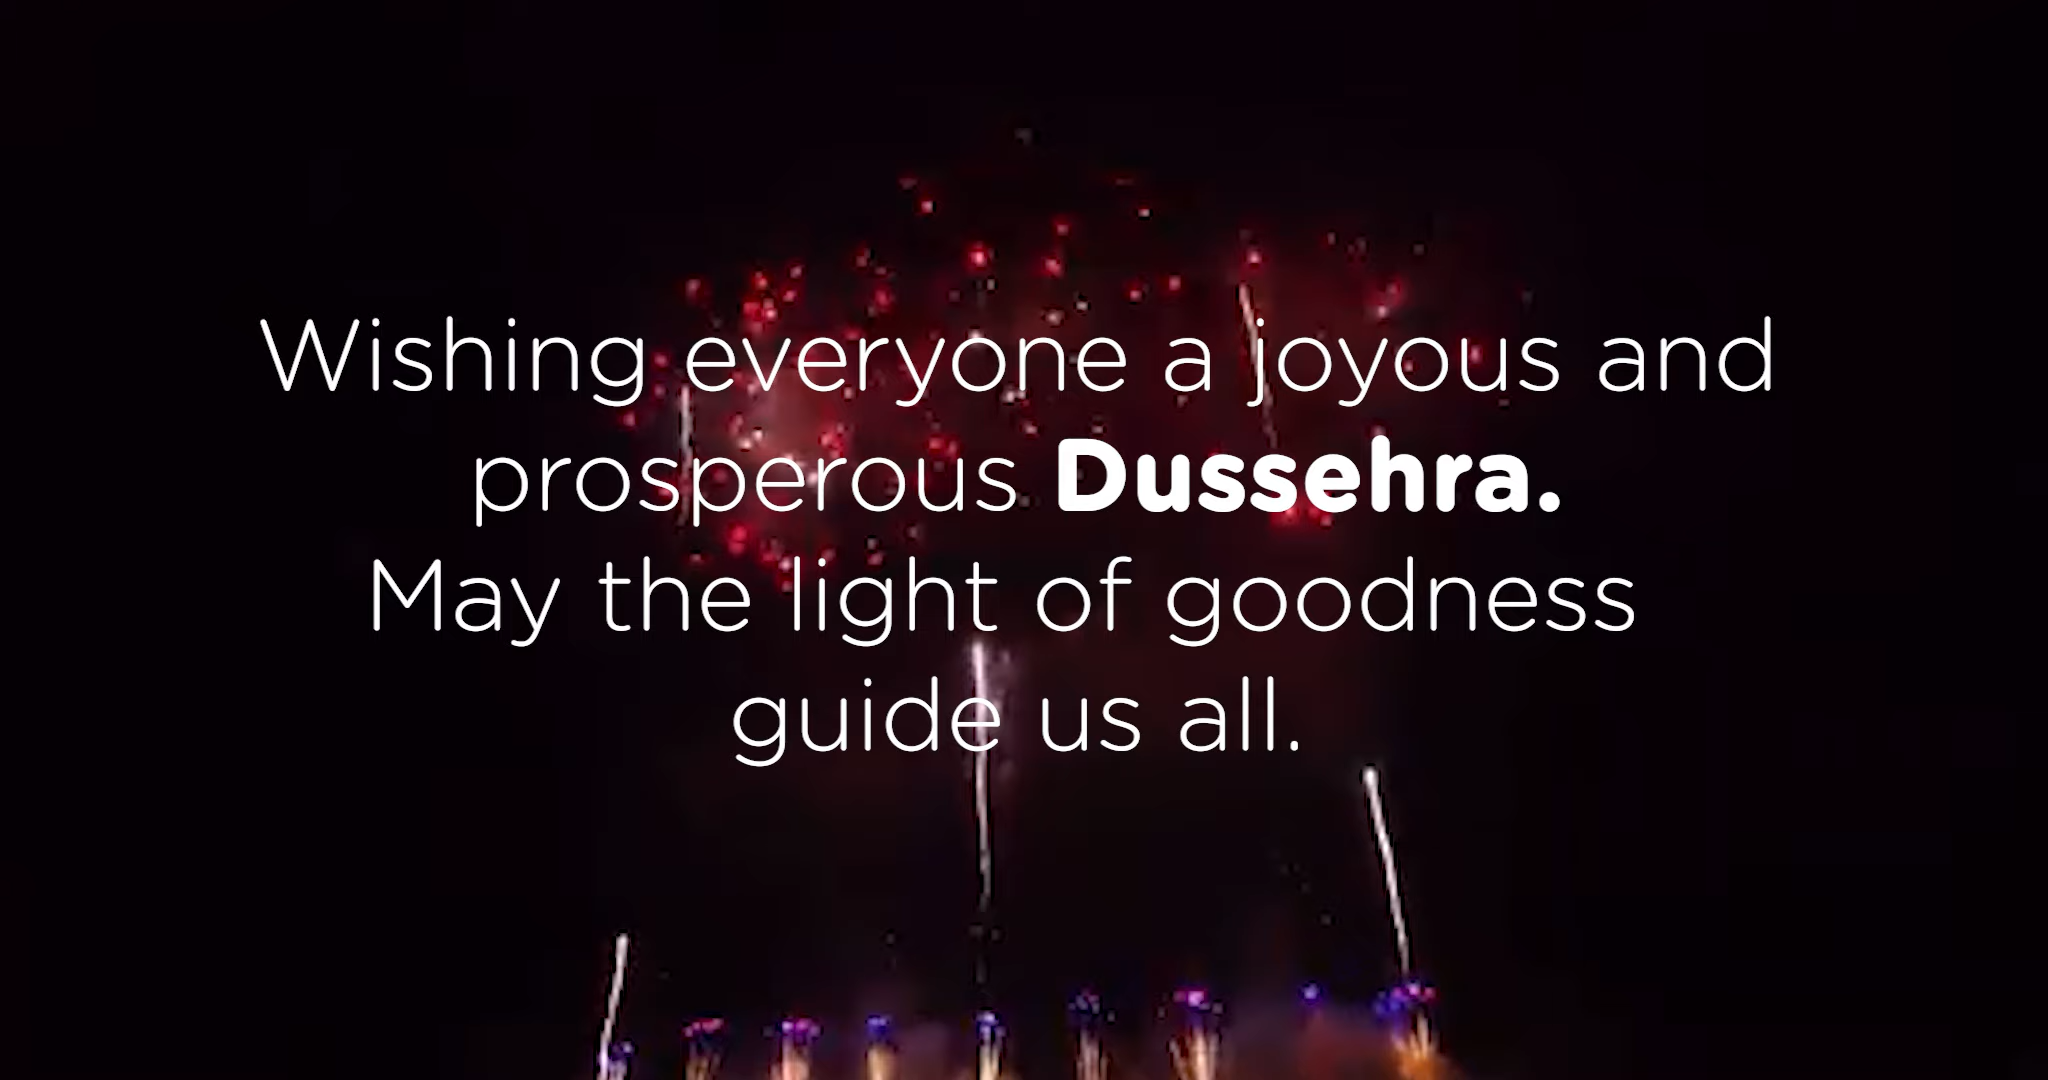 Wishing everyone a joyous and
prosperous Dussehra.
May the light of goodness
guide us all.